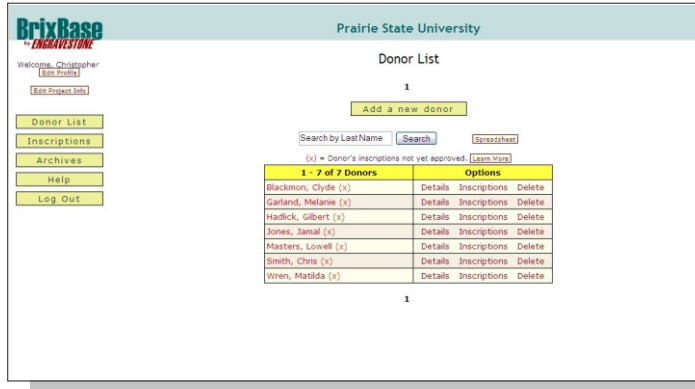 BrixBase
by ENGRAVESTONE
Prairie State University
Welcome, Christopher
Edit Profile
Edit Project Info
Donor List
Inscriptions
Archives
Help
Log Out
Donor List
1
Add a new donor
Search by Last Name Search Spreadsheet
(x) = Donor's inscriptions not yet approved. Learn More
1 - 7 of 7 Donors Options
Blackmon, Clyde (x) Details Inscriptions Delete
Garland, Melanie (x) Details Inscriptions Delete
Hadlick, Gilbert (x) Details Inscriptions Delete
Jones, Jamal (x) Details Inscriptions Delete
Masters, Lowell (x) Details Inscriptions Delete
Smith, Chris (x) Details Inscriptions Delete
Wren, Matilda (x) Details Inscriptions Delete
1